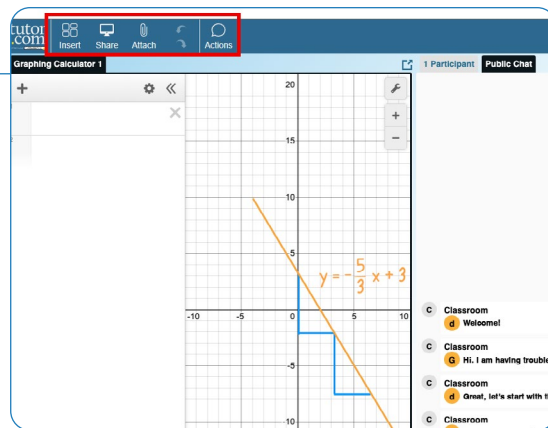 tutor
.com
Insert Share Attach Actions
Graphing Calculator 1
1 Participant Public Chat
20
15
10
5
y = -5/3 x + 3
-10 -5 0 5 10
-5
-10
C Classroom
d Welcome!
C Classroom
G Hi. I am having trouble
C Classroom
d Great, let's start with
C Classroom